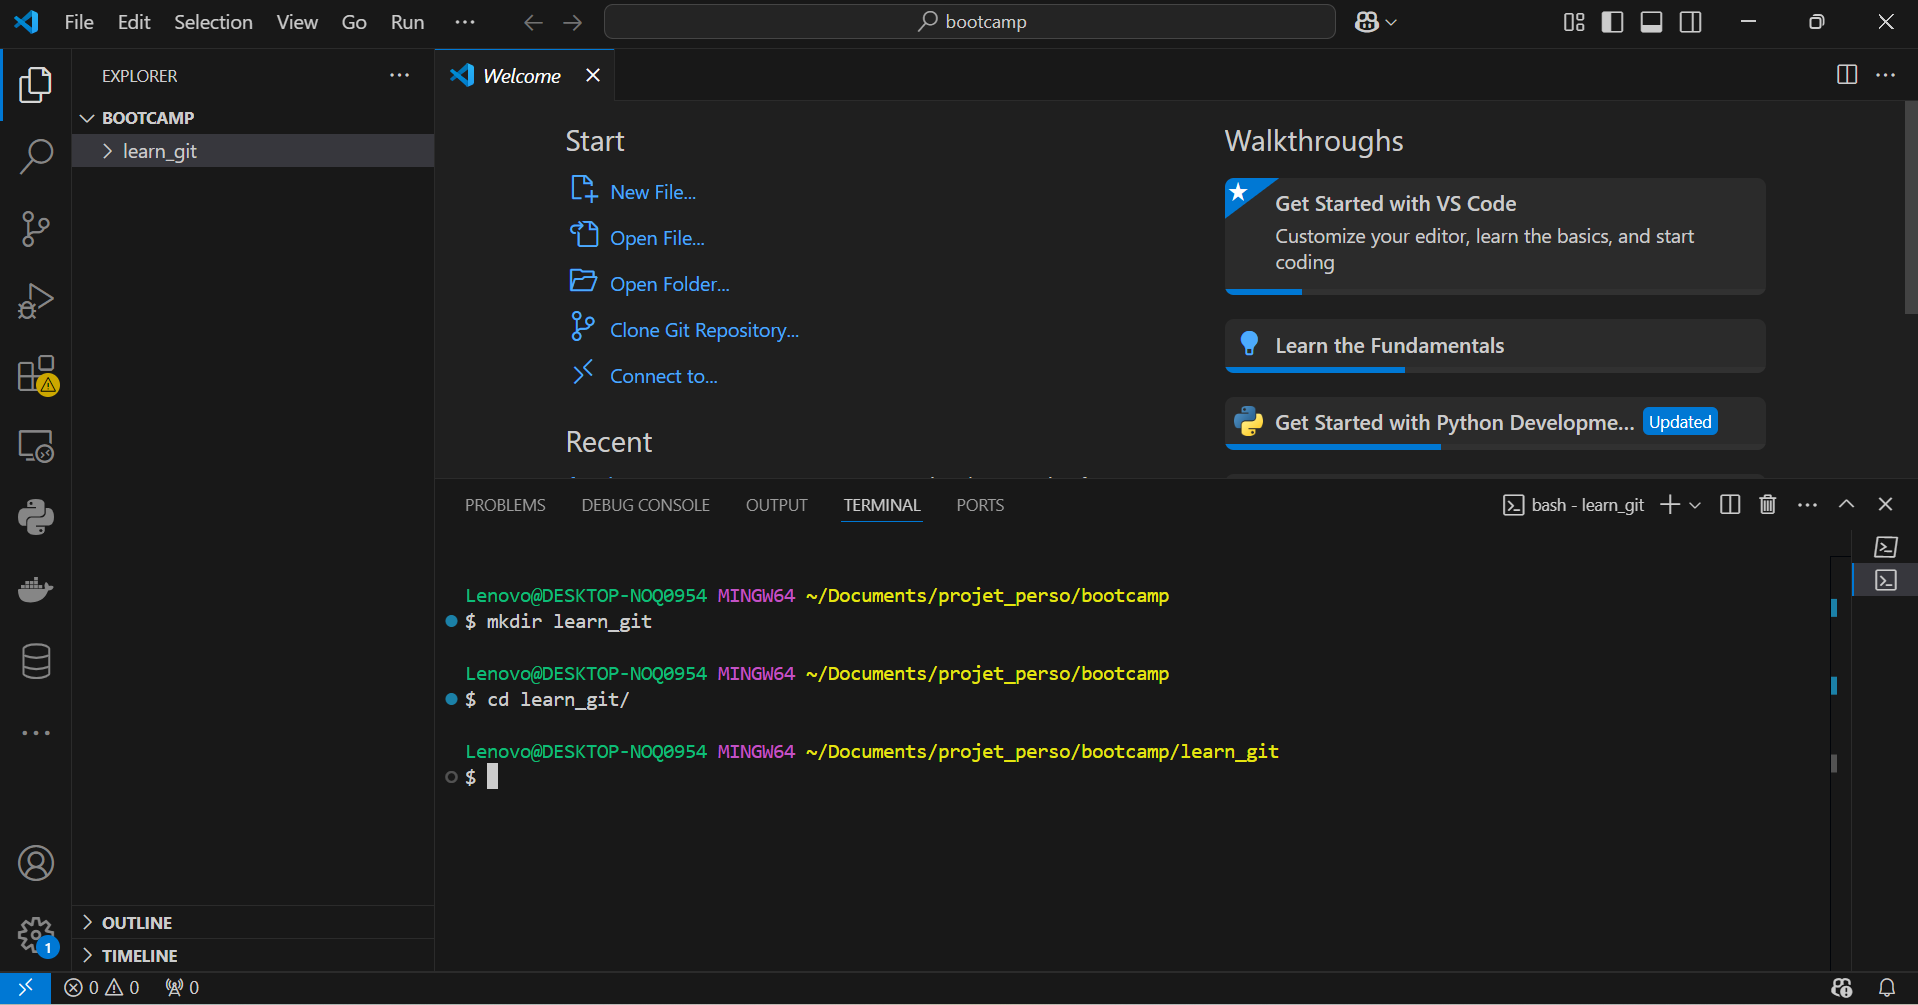 File Edit Selection View Go Run ··· bootcamp
EXPLORER ···
BOOTCAMP
learn_git
OUTLINE
TIMELINE
Welcome
Start
New File...
Open File...
Open Folder...
Clone Git Repository...
Connect to...
Recent
Walkthroughs
Get Started with VS Code
Customize your editor, learn the basics, and start
coding
Learn the Fundamentals
Get Started with Python Developme... Updated
PROBLEMS DEBUG CONSOLE OUTPUT TERMINAL PORTS bash - learn_git
Lenovo@DESKTOP-NOQ0954 MINGW64 ~/Documents/projet_perso/bootcamp
$ mkdir learn_git
Lenovo@DESKTOP-NOQ0954 MINGW64 ~/Documents/projet_perso/bootcamp
$ cd learn_git/
Lenovo@DESKTOP-NOQ0954 MINGW64 ~/Documents/projet_perso/bootcamp/learn_git
$
1
0 0 0